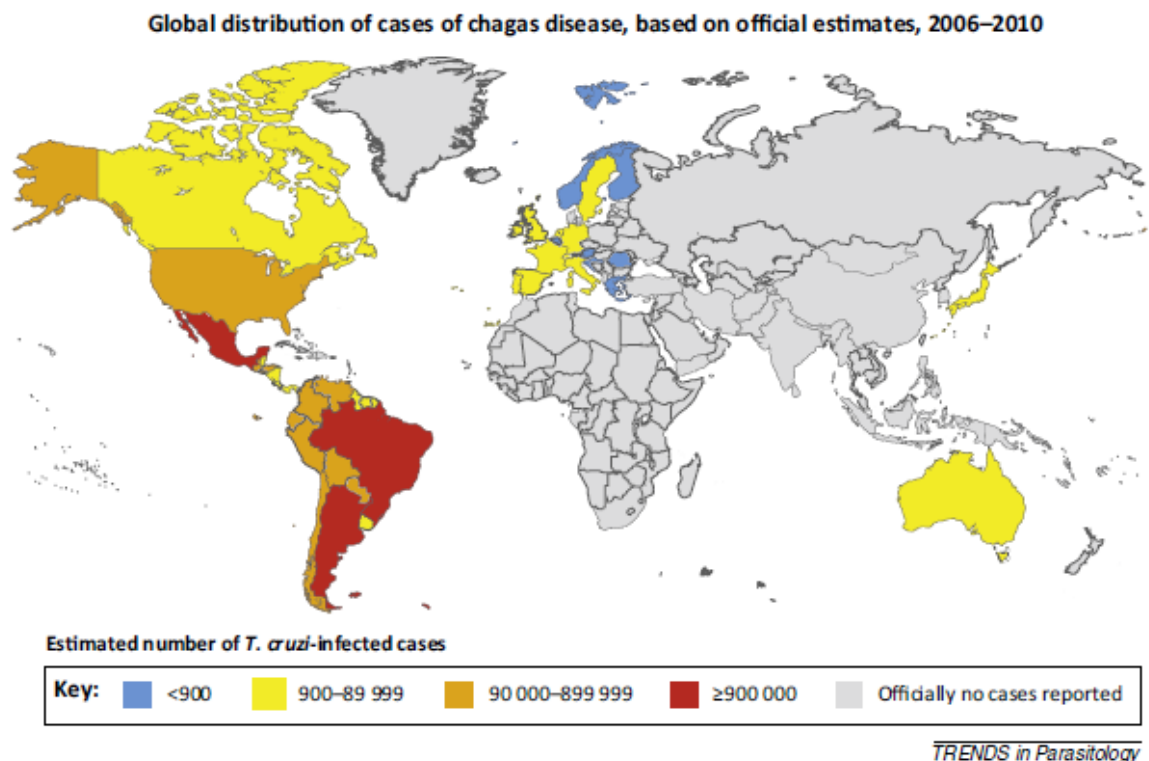 Global distribution of cases of chagas disease, based on official estimates, 2006–2010
Estimated number of T. cruzi-infected cases
Key: <900 900–89 999 90 000–899 999 ≥900 000 Officially no cases reported
TRENDS in Parasitology